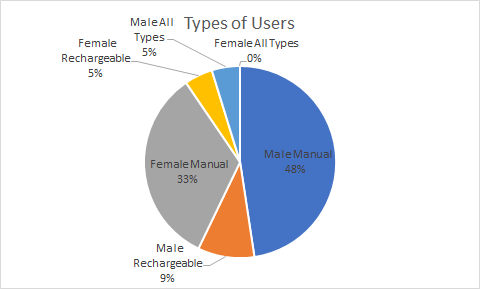 Types of Users
Male All
Types
5%
Female All Types
0%
Female
Rechargeable
5%
Male Manual
48%
Female Manual
33%
Male
Rechargeable
9%